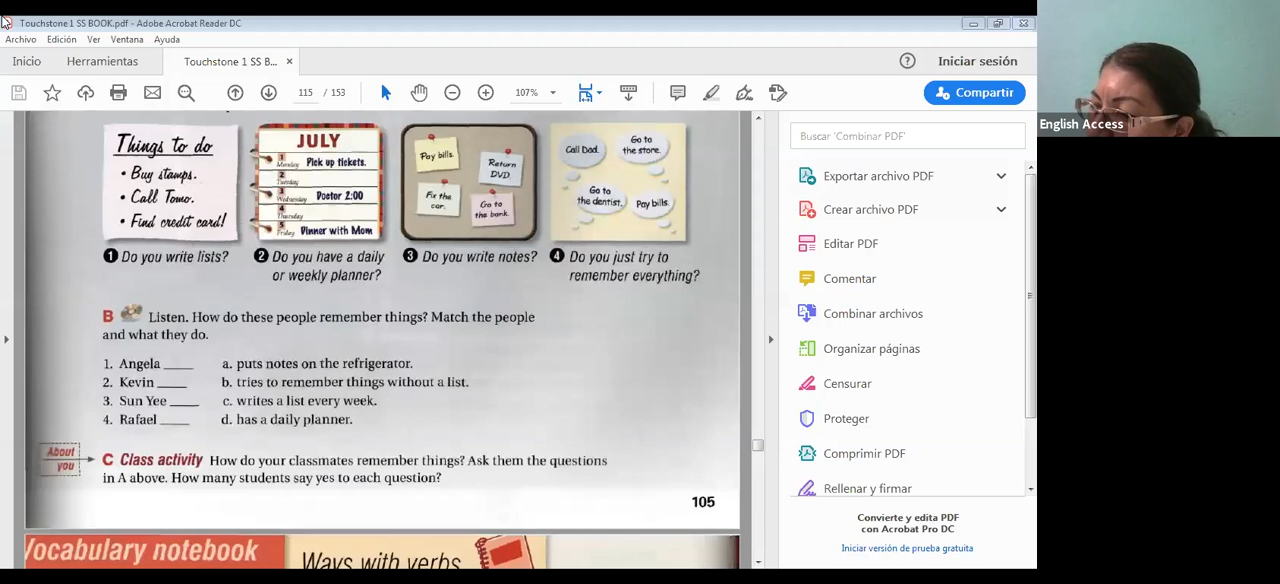 Touchstone 1 SS BOOK.pdf - Adobe Acrobat Reader DC
Archivo Edición Ver Ventana Ayuda
Inicio Herramientas Touchstone 1 SS B... × Iniciar sesión
115 / 153 107% Compartir
Things to do
• Buy stamps.
• Call Tomo.
• Find credit card!
JULY
1 Monday Pick up tickets.
2 Tuesday
3 Wednesday Doctor 2:00
4 Thursday
5 Friday Dinner with Mom
Pay bills.
Return DVD.
Fix the car.
Go to the bank.
Call Dad.
Go to the store.
Go to the dentist.
Pay bills.
1 Do you write lists?
2 Do you have a daily
or weekly planner?
3 Do you write notes?
4 Do you just try to
remember everything?
B Listen. How do these people remember things? Match the people
and what they do.
1. Angela ____ a. puts notes on the refrigerator.
2. Kevin ____ b. tries to remember things without a list.
3. Sun Yee ____ c. writes a list every week.
4. Rafael ____ d. has a daily planner.
About you
C Class activity How do your classmates remember things? Ask them the questions
in A above. How many students say yes to each question?
105
Vocabulary notebook
Ways with verbs
Buscar 'Combinar PDF'
Exportar archivo PDF
Crear archivo PDF
Editar PDF
Comentar
Combinar archivos
Organizar páginas
Censurar
Proteger
Comprimir PDF
Rellenar y firmar
Convierte y edita PDF
con Acrobat Pro DC
Iniciar versión de prueba gratuita
English Access